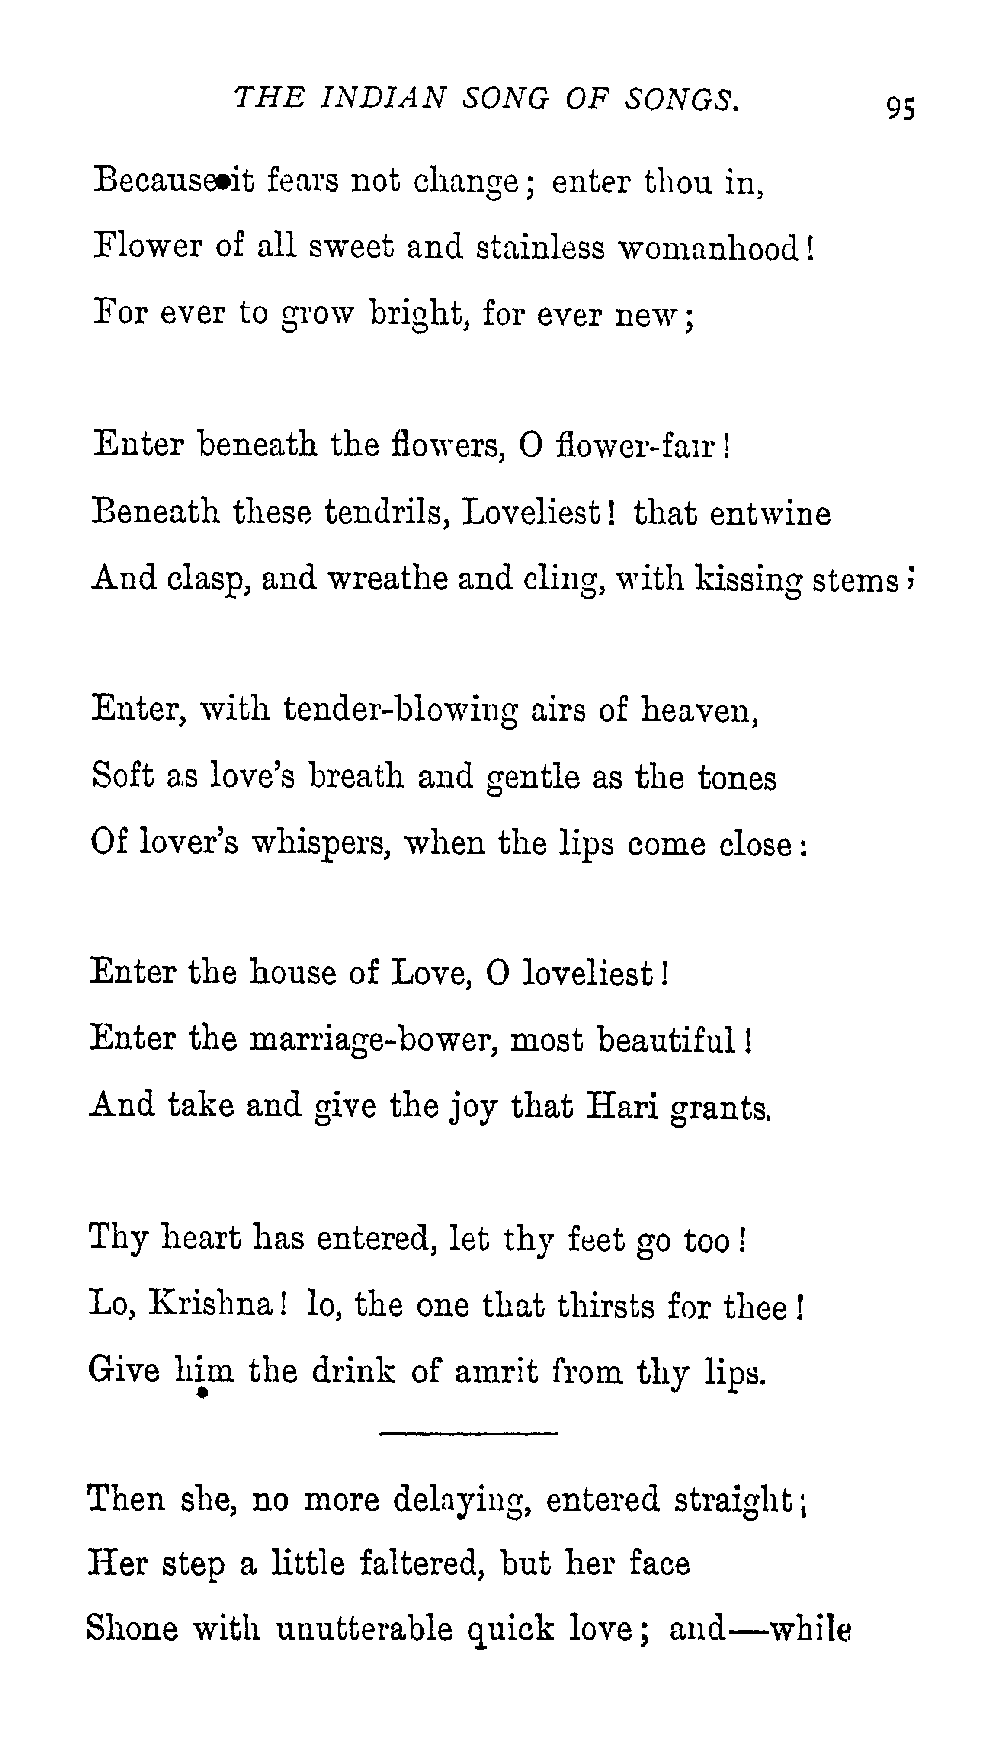 THE INDIAN SONG OF SONGS. 95
Because it fears not change; enter thou in,
Flower of all sweet and stainless womanhood!
For ever to grow bright, for ever new;
Enter beneath the flowers, O flower-fair!
Beneath these tendrils, Loveliest! that entwine
And clasp, and wreathe and cling, with kissing stems;
Enter, with tender-blowing airs of heaven,
Soft as love's breath and gentle as the tones
Of lover's whispers, when the lips come close:
Enter the house of Love, O loveliest!
Enter the marriage-bower, most beautiful!
And take and give the joy that Hari grants.
Thy heart has entered, let thy feet go too!
Lo, Krishna! lo, the one that thirsts for thee!
Give him the drink of amrit from thy lips.
Then she, no more delaying, entered straight;
Her step a little faltered, but her face
Shone with unutterable quick love; and—while